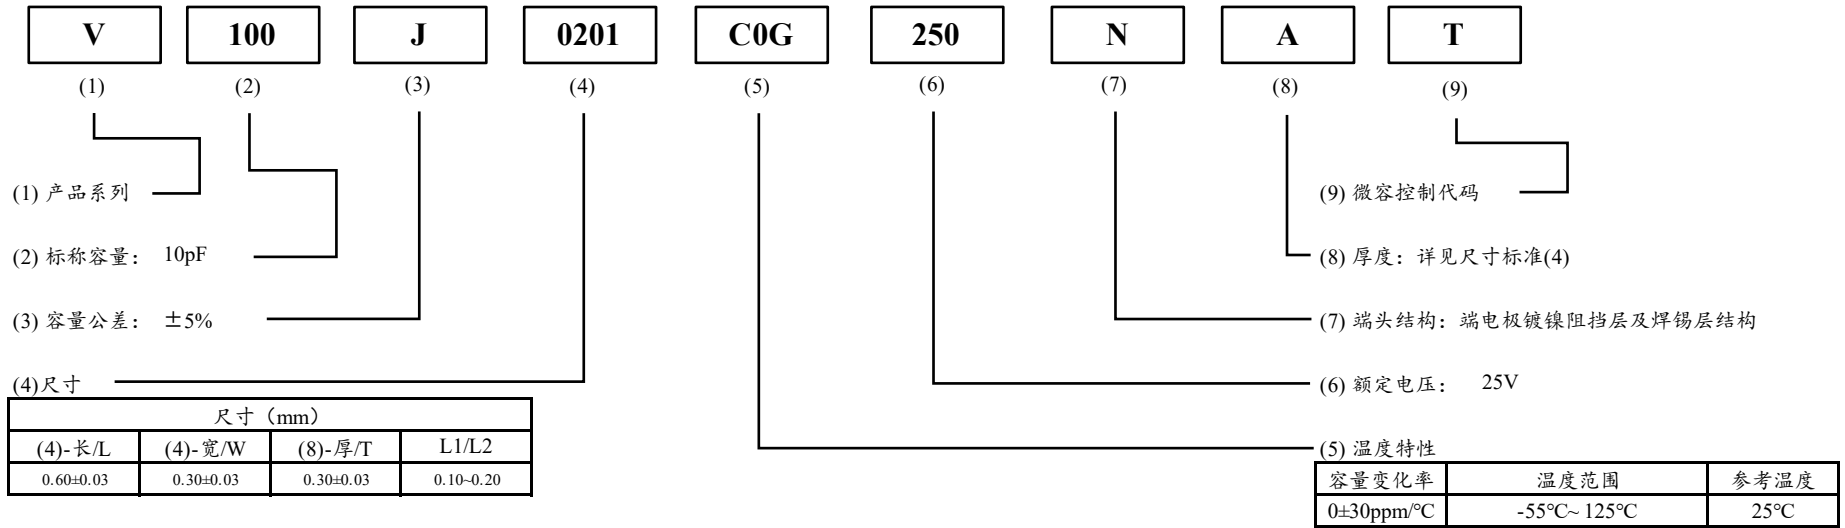 V 100 J 0201 C0G 250 N A T
(1) (2) (3) (4) (5) (6) (7) (8) (9)
(1) 产品系列
(2) 标称容量： 10pF
(3) 容量公差： ±5%
(4)尺寸
尺寸（mm）
(4)-长/L (4)-宽/W (8)-厚/T L1/L2
0.60±0.03 0.30±0.03 0.30±0.03 0.10~0.20
(9) 微容控制代码
(8) 厚度：详见尺寸标准(4)
(7) 端头结构：端电极镀镍阻挡层及焊锡层结构
(6) 额定电压： 25V
(5) 温度特性
容量变化率 温度范围 参考温度
0±30ppm/°C -55°C~ 125°C 25°C